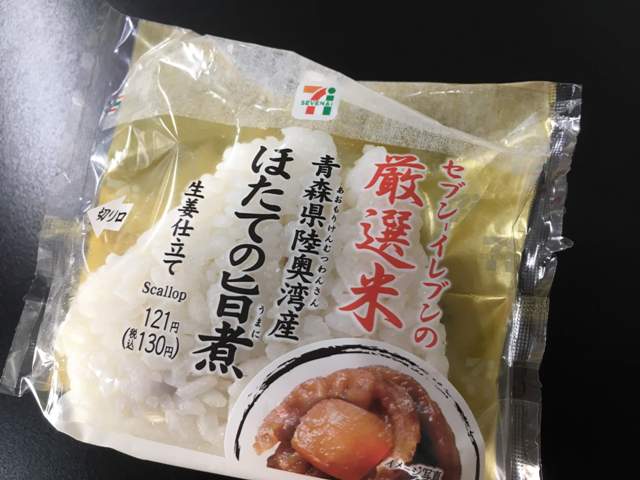 SEVEN & i
セブン-イレブンの
厳選米
あおもりけんむつわんさん
青森県陸奥湾産
ほたての旨煮
うまに
生姜仕立て
Scallop
121円
(税込130円)
切り口
イメージ写真